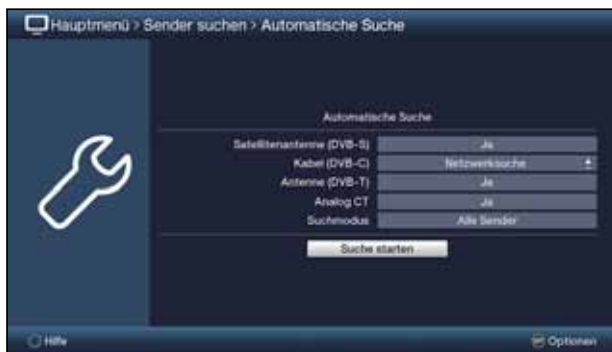 Hauptmenü > Sender suchen > Automatische Suche
Automatische Suche
Satellitenantenne (DVB-S) Ja
Kabel (DVB-C) Netzwerksuche
Antenne (DVB-T) Ja
Analog CT Ja
Suchmodus Alle Sender
Suche starten
Hilfe Optionen